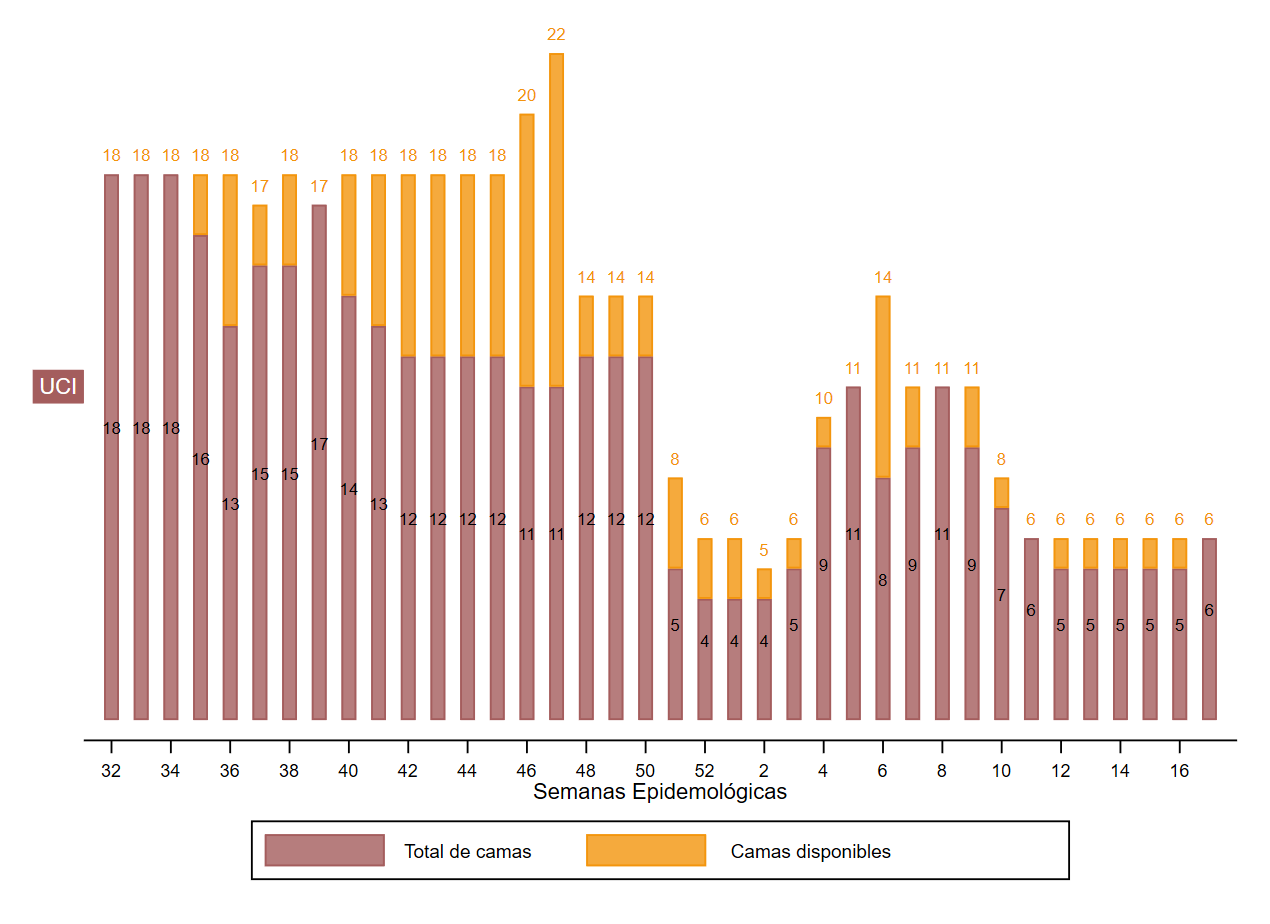 22
20
18 18 18 18 18 18 18 18 18 18 18 18
17 17
14 14 14 14
11 11 11 11
10
8 8
6 6 6 6 6 6 6 6 6 6
5
UCI
18 18 18 16 13 15 15 17 14 13 12 12 12 12 11 11 12 12 12 5 4 4 4 5 9 11 8 9 11 9 7 6 5 5 5 5 5 6
32 34 36 38 40 42 44 46 48 50 52 2 4 6 8 10 12 14 16
Semanas Epidemológicas
Total de camas Camas disponibles